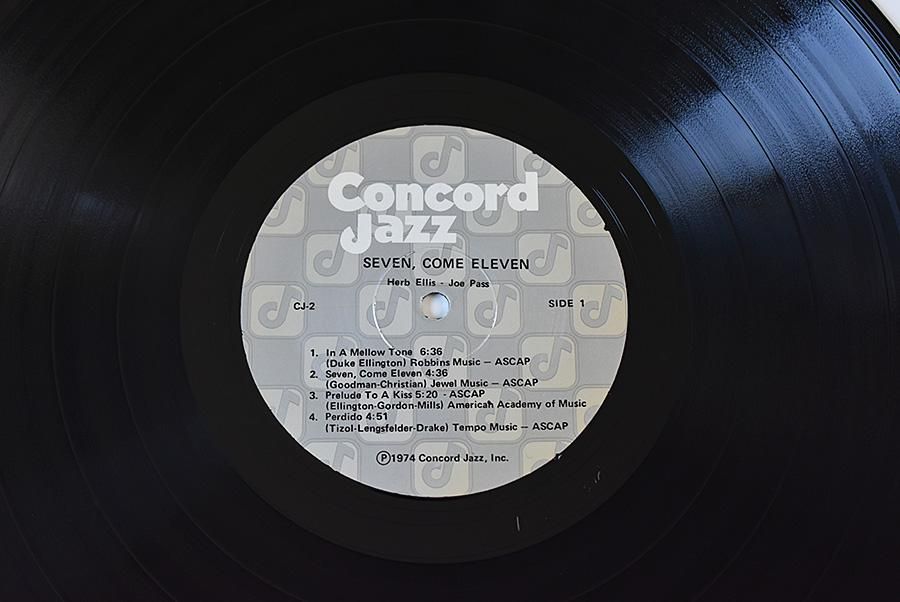 Concord
Jazz
SEVEN, COME ELEVEN
Herb Ellis - Joe Pass
CJ-2
SIDE 1
1. In A Mellow Tone 6:36
(Duke Ellington) Robbins Music — ASCAP
2. Seven, Come Eleven 4:36
(Goodman-Christian) Jewel Music — ASCAP
3. Prelude To A Kiss 5:20 - ASCAP
(Ellington-Gordon-Mills) American Academy of Music
4. Perdido 4:51
(Tizol-Lengsfelder-Drake) Tempo Music — ASCAP
Ⓟ1974 Concord Jazz, Inc.